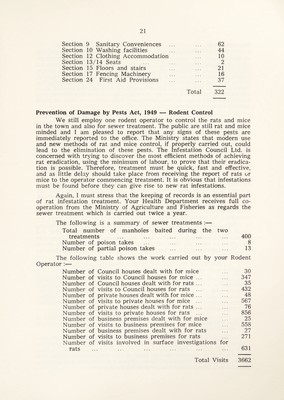 21
Section 9 Sanitary Conveniences ... ... 62
Section 10 Washing facilities ... ... 44
Section 12 Clothing Accommodation ... ... 10
Section 13/14 Seats ... ... 2
Section 15 Floors and stairs ... ... 21
Section 17 Fencing Machinery ... ... 16
Section 24 First Aid Provisions ... ... 37
Total 322
Prevention of Damage by Pests Act, 1949 — Rodent Control
We still employ one rodent operator to control the rats and mice
in the town and also for sewer treatment. The public are still rat and mice
minded and I am pleased to report that any signs of these pests are
immediately reported to the office. The Ministry states that modern use
and new methods of rat and mice control, if properly carried out, could
lead to the elimination of these pests. The Infestation Council Ltd. is
concerned with trying to discover the most efficient methods of achieving
rat eradication, using the minimum of labour, to prove that their eradica-
tion is possible. Therefore, treatment must be quick, fast and effective,
and as little delay should take place from receiving the report of rats or
mice to the operator commencing treatment. It is obvious that infestations
must be found before they can give rise to new rat infestations.
Again, I must stress that the keeping of records is an essential part
of rat infestation treatment. Your Health Department receives full co-
operation from the Ministry of Agriculture and Fisheries as regards the
sewer treatment which is carried out twice a year.
The following is a summary of sewer treatments :—
Total number of manholes baited during the two
treatments ... ... ... ... ... 400
Number of poison takes ... ... ... ... 8
Number of partial poison takes ... ... ... 13
The following table shows the work carried out by your Rodent
Operator :—
Number of Council houses dealt with for mice ... 30
Number of visits to Council houses for mice ... ... 347
Number of Council houses dealt with for rats ... ... 35
Number of visits to Council houses for rats ... ... 432
Number of private houses dealt with for mice ... 48
Number of visits to private houses for mice ... ... 567
Number of private houses dealt with for rats ... 76
Number of visits to private houses for rats ... ... 856
Number of business premises dealt with for mice ... 25
Number of visits to business premises for mice ... 558
Number of business premises dealt with for rats ... 27
Number of visits to business premises for rats ... 271
Number of visits involved in surface investigations for
rats ... ... ... ... ... 631
Total Visits 3662